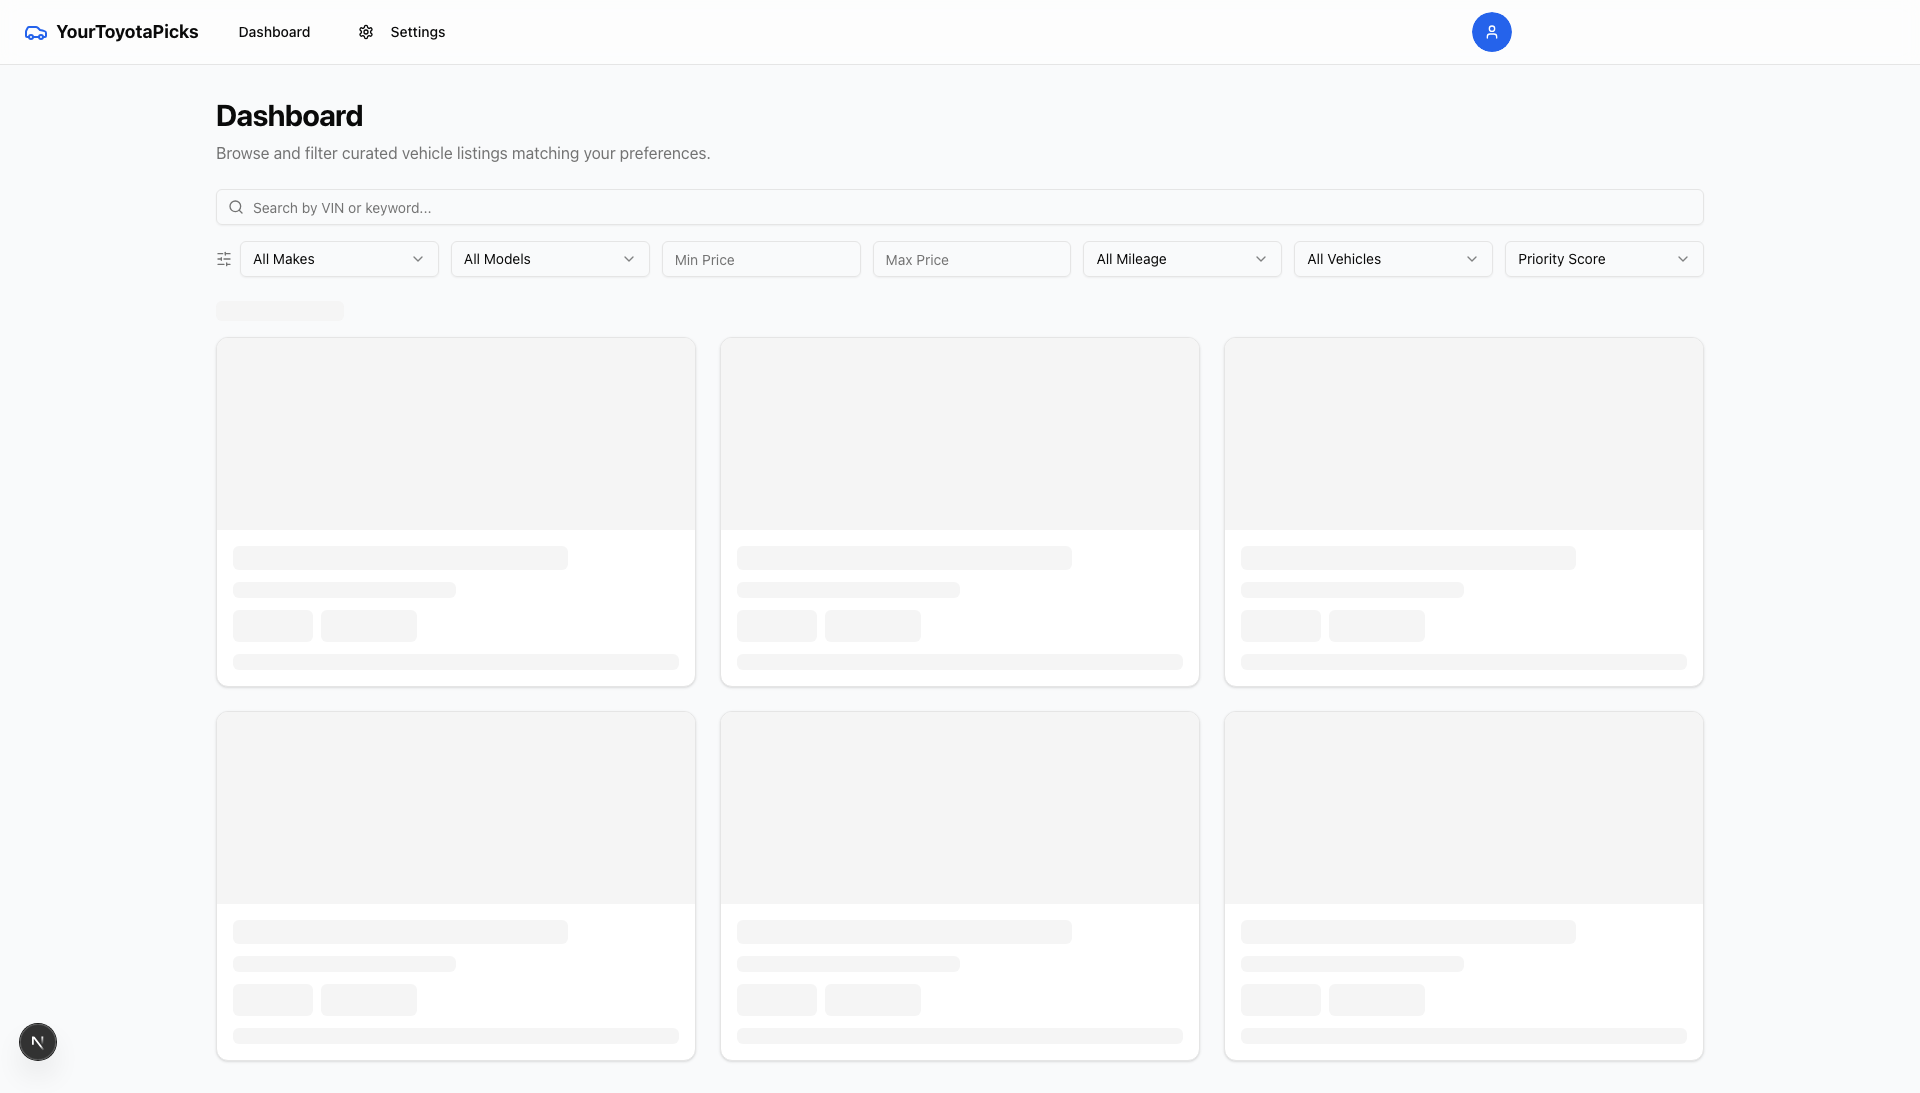 YourToyotaPicks
Dashboard
Settings
Dashboard
Browse and filter curated vehicle listings matching your preferences.
Search by VIN or keyword...
All Makes
All Models
Min Price
Max Price
All Mileage
All Vehicles
Priority Score
N